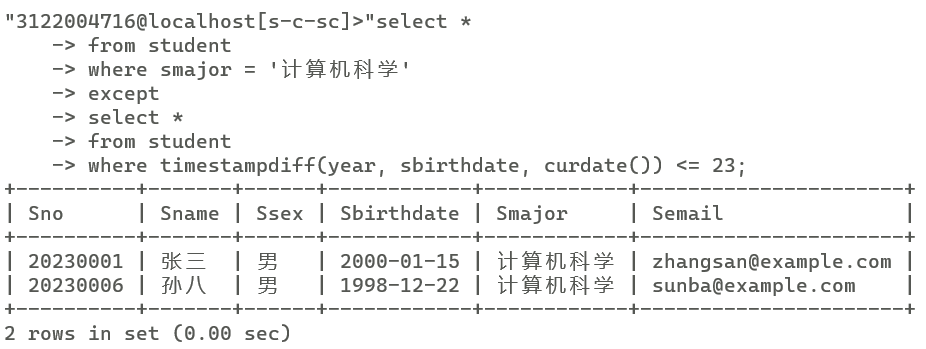 "3122004716@localhost[s-c-sc]>"select *
    -> from student
    -> where smajor = '计算机科学'
    -> except
    -> select *
    -> from student
    -> where timestampdiff(year, sbirthdate, curdate()) <= 23;
+----------+-------+------+------------+------------+----------------------+
| Sno      | Sname | Ssex | Sbirthdate | Smajor     | Semail               |
+----------+-------+------+------------+------------+----------------------+
| 20230001 | 张三  | 男   | 2000-01-15 | 计算机科学 | zhangsan@example.com |
| 20230006 | 孙八  | 男   | 1998-12-22 | 计算机科学 | sunba@example.com    |
+----------+-------+------+------------+------------+----------------------+
2 rows in set (0.00 sec)